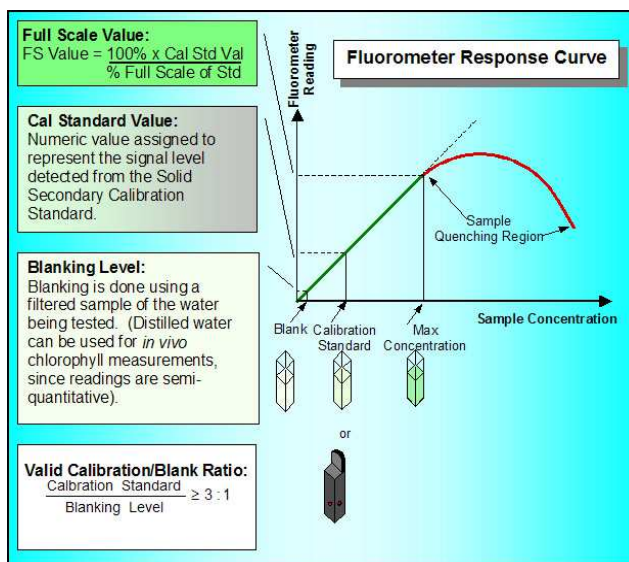 Full Scale Value:
FS Value = 100% x Cal Std Val
% Full Scale of Std
Cal Standard Value:
Numeric value assigned to
represent the signal level
detected from the Solid
Secondary Calibration
Standard.
Blanking Level:
Blanking is done using a
filtered sample of the water
being tested. (Distilled water
can be used for in vivo
chlorophyll measurements,
since readings are semi-
quantitative).
Valid Calibration/Blank Ratio:
Calbration Standard
Blanking Level
≥ 3 : 1
Fluorometer Response Curve
Fluorometer
Reading
Sample
Quenching Region
Sample Concentration
Blank
Calibration
Standard
Max
Concentration
or